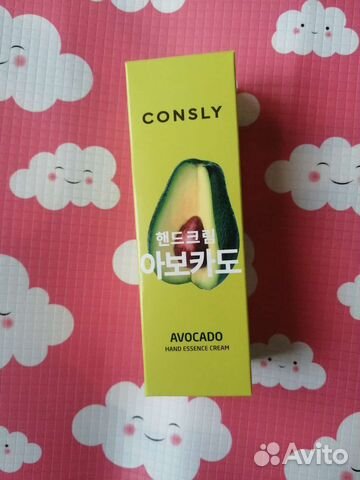 CONSLY
핸드크림
아보카도
AVOCADO
HAND ESSENCE CREAM
Avito